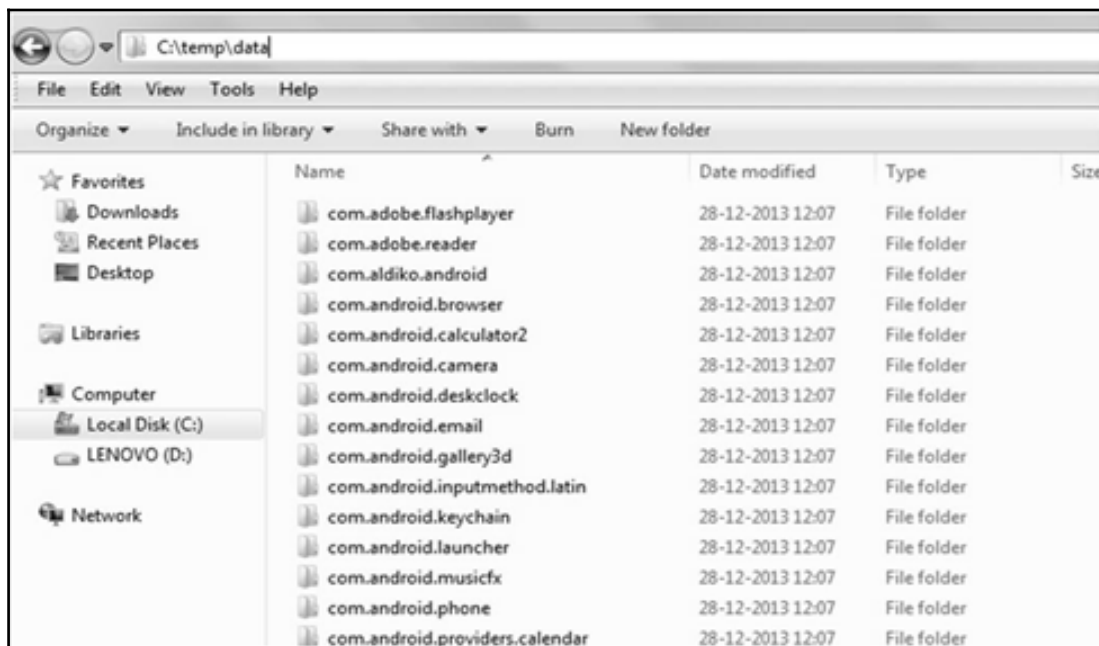 C:\temp\data
File Edit View Tools Help
Organize Include in library Share with Burn New folder
Name Date modified Type Size
Favorites
Downloads
Recent Places
Desktop
Libraries
Computer
Local Disk (C:)
LENOVO (D:)
Network
com.adobe.flashplayer 28-12-2013 12:07 File folder
com.adobe.reader 28-12-2013 12:07 File folder
com.aldiko.android 28-12-2013 12:07 File folder
com.android.browser 28-12-2013 12:07 File folder
com.android.calculator2 28-12-2013 12:07 File folder
com.android.camera 28-12-2013 12:07 File folder
com.android.deskclock 28-12-2013 12:07 File folder
com.android.email 28-12-2013 12:07 File folder
com.android.gallery3d 28-12-2013 12:07 File folder
com.android.inputmethod.latin 28-12-2013 12:07 File folder
com.android.keychain 28-12-2013 12:07 File folder
com.android.launcher 28-12-2013 12:07 File folder
com.android.musicfx 28-12-2013 12:07 File folder
com.android.phone 28-12-2013 12:07 File folder
com.android.providers.calendar 28-12-2013 12:07 File folder